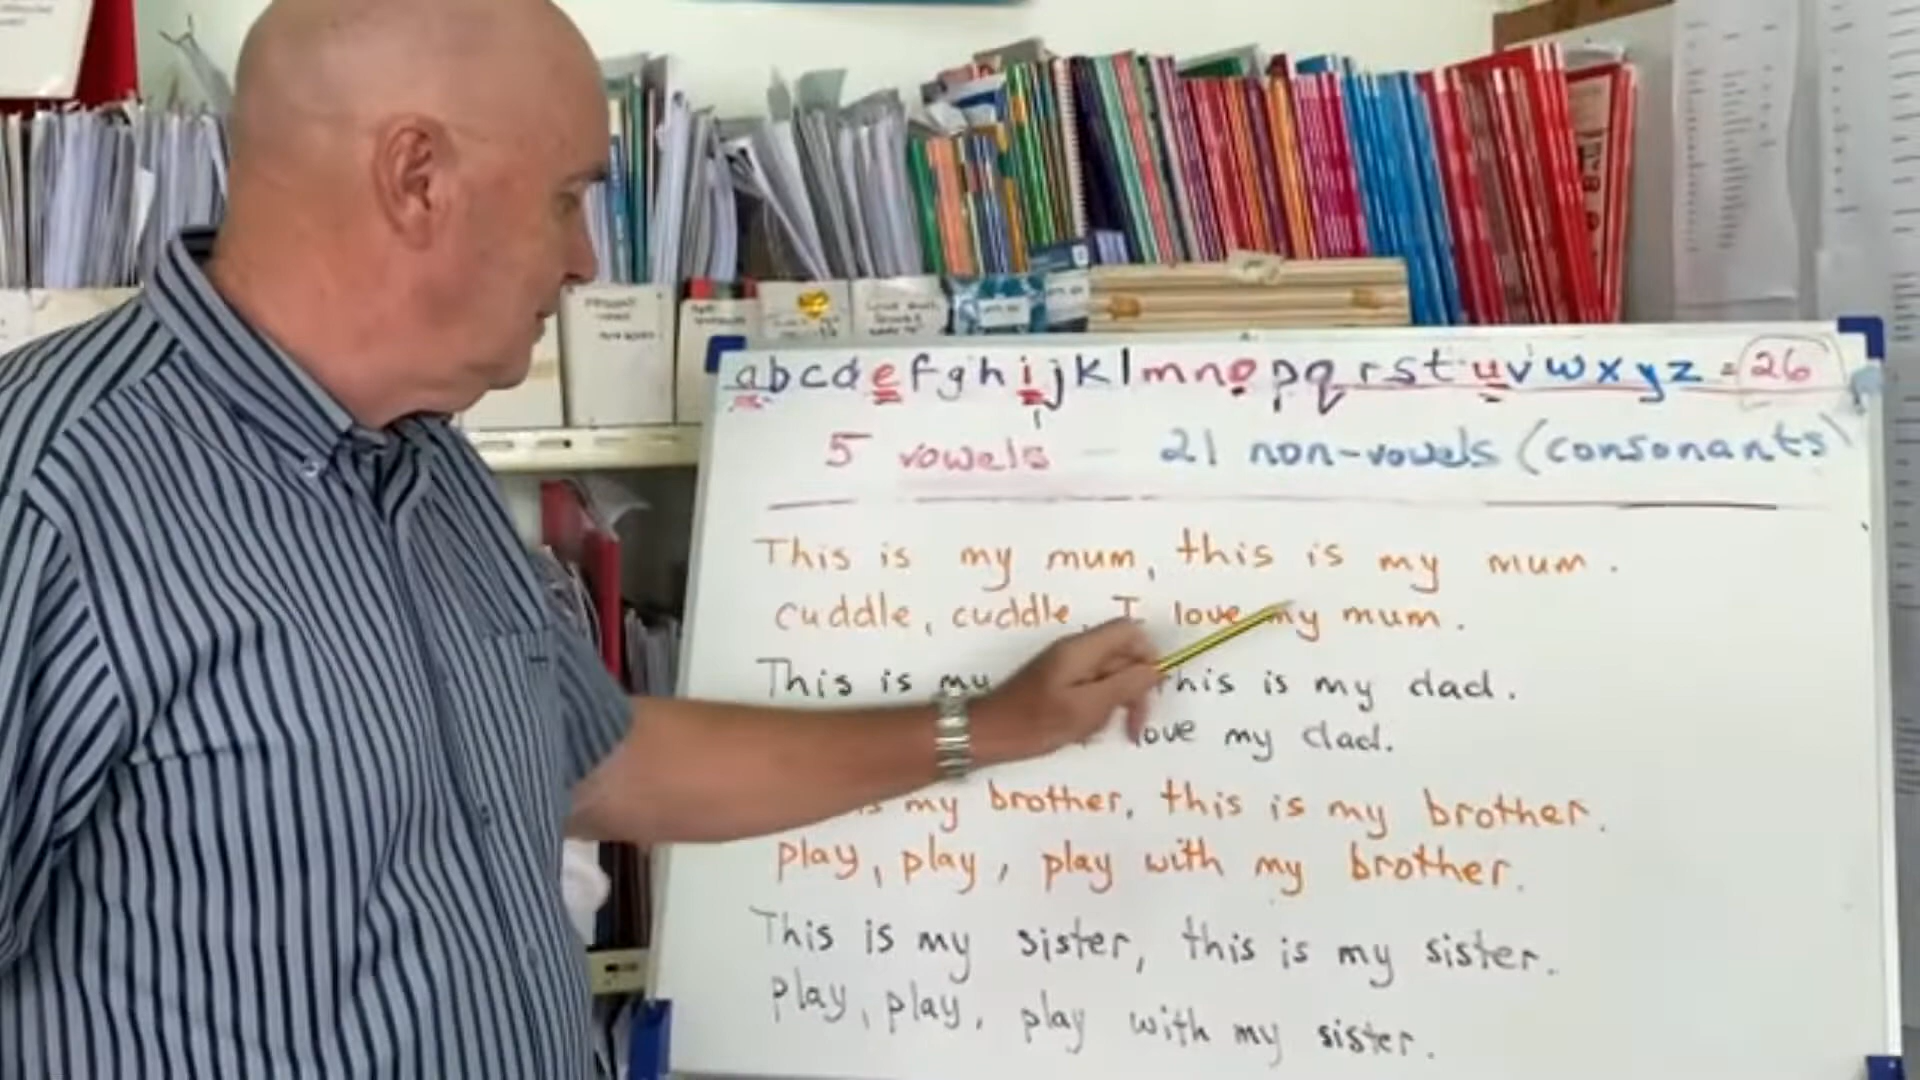 abcdefghijklmnopqrstuvwxyz = 26
5 vowels — 21 non-vowels (consonants)
This is my mum, this is my mum.
cuddle, cuddle, I love my mum.
This is my this is my dad.
love my dad.
is my brother, this is my brother.
play, play, play with my brother.
This is my sister, this is my sister.
play, play, play with my sister.